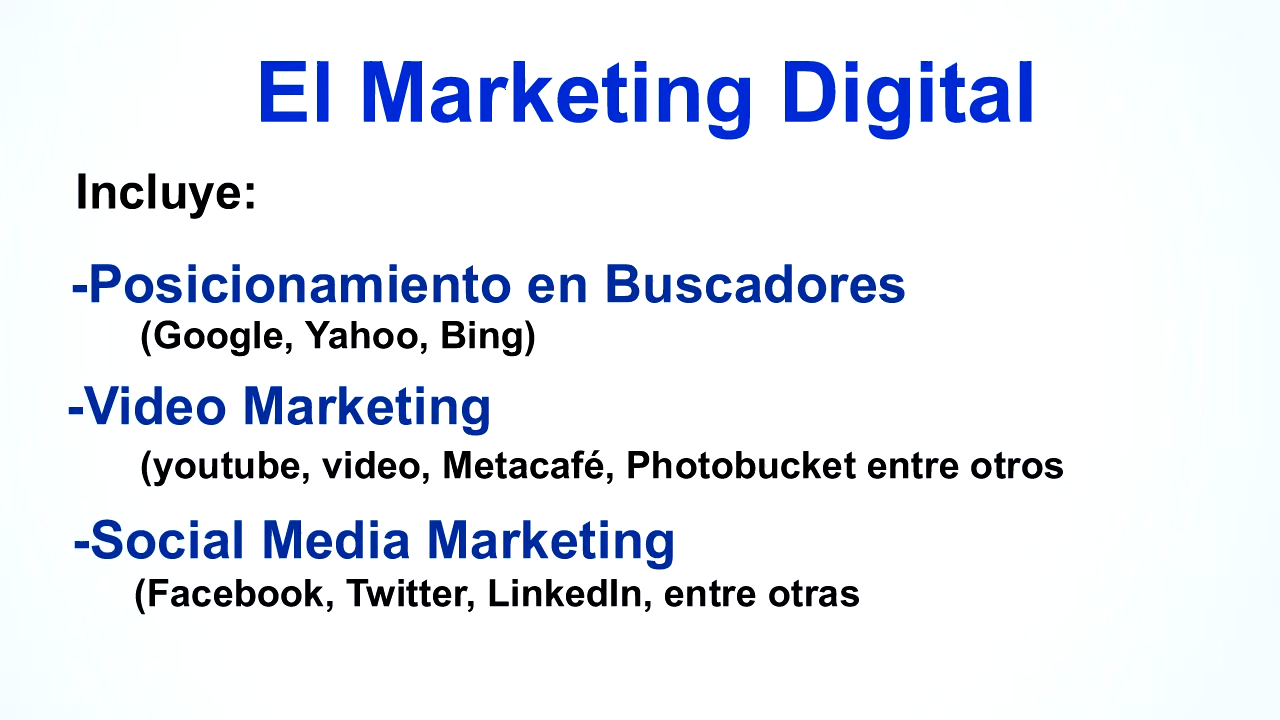 El Marketing Digital
Incluye:
-Posicionamiento en Buscadores
(Google, Yahoo, Bing)
-Video Marketing
(youtube, video, Metacafé, Photobucket entre otros
-Social Media Marketing
(Facebook, Twitter, LinkedIn, entre otras